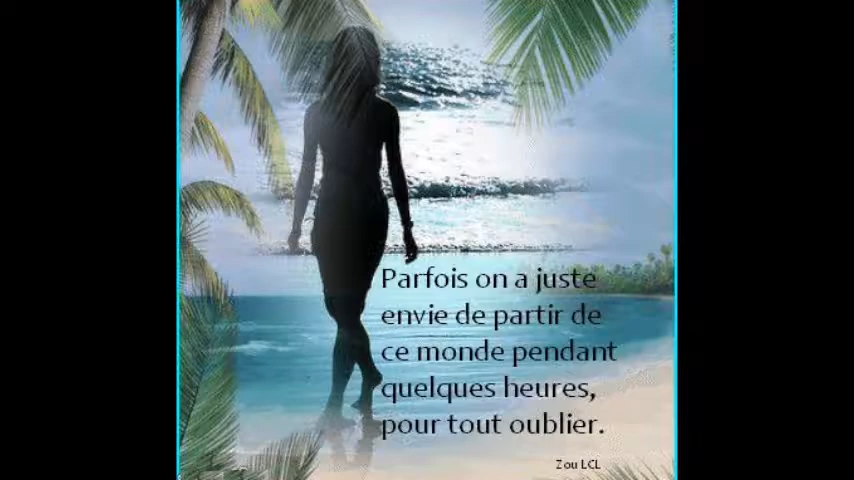 Parfois on a juste
envie de partir de
ce monde pendant
quelques heures,
pour tout oublier.
Zou LCL